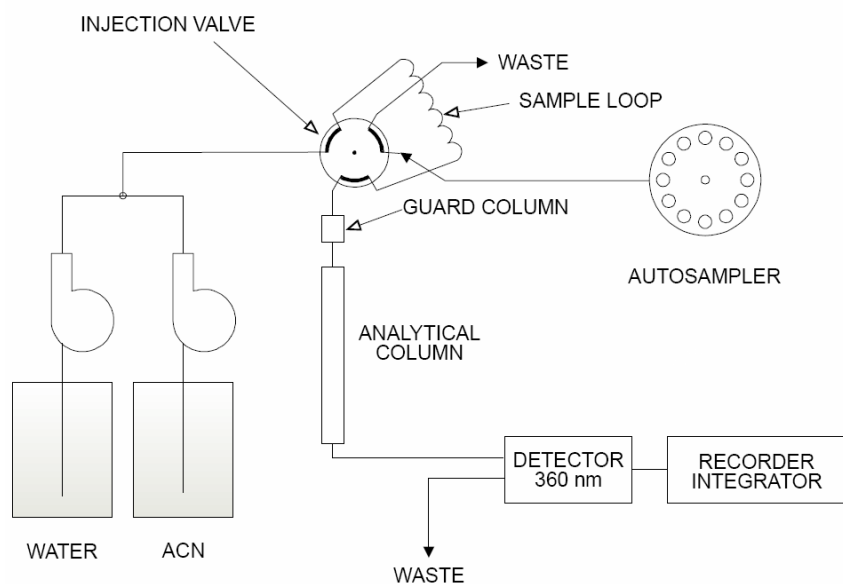 INJECTION VALVE
WASTE
SAMPLE LOOP
GUARD COLUMN
AUTOSAMPLER
ANALYTICAL
COLUMN
DETECTOR
360 nm
RECORDER
INTEGRATOR
WATER
ACN
WASTE